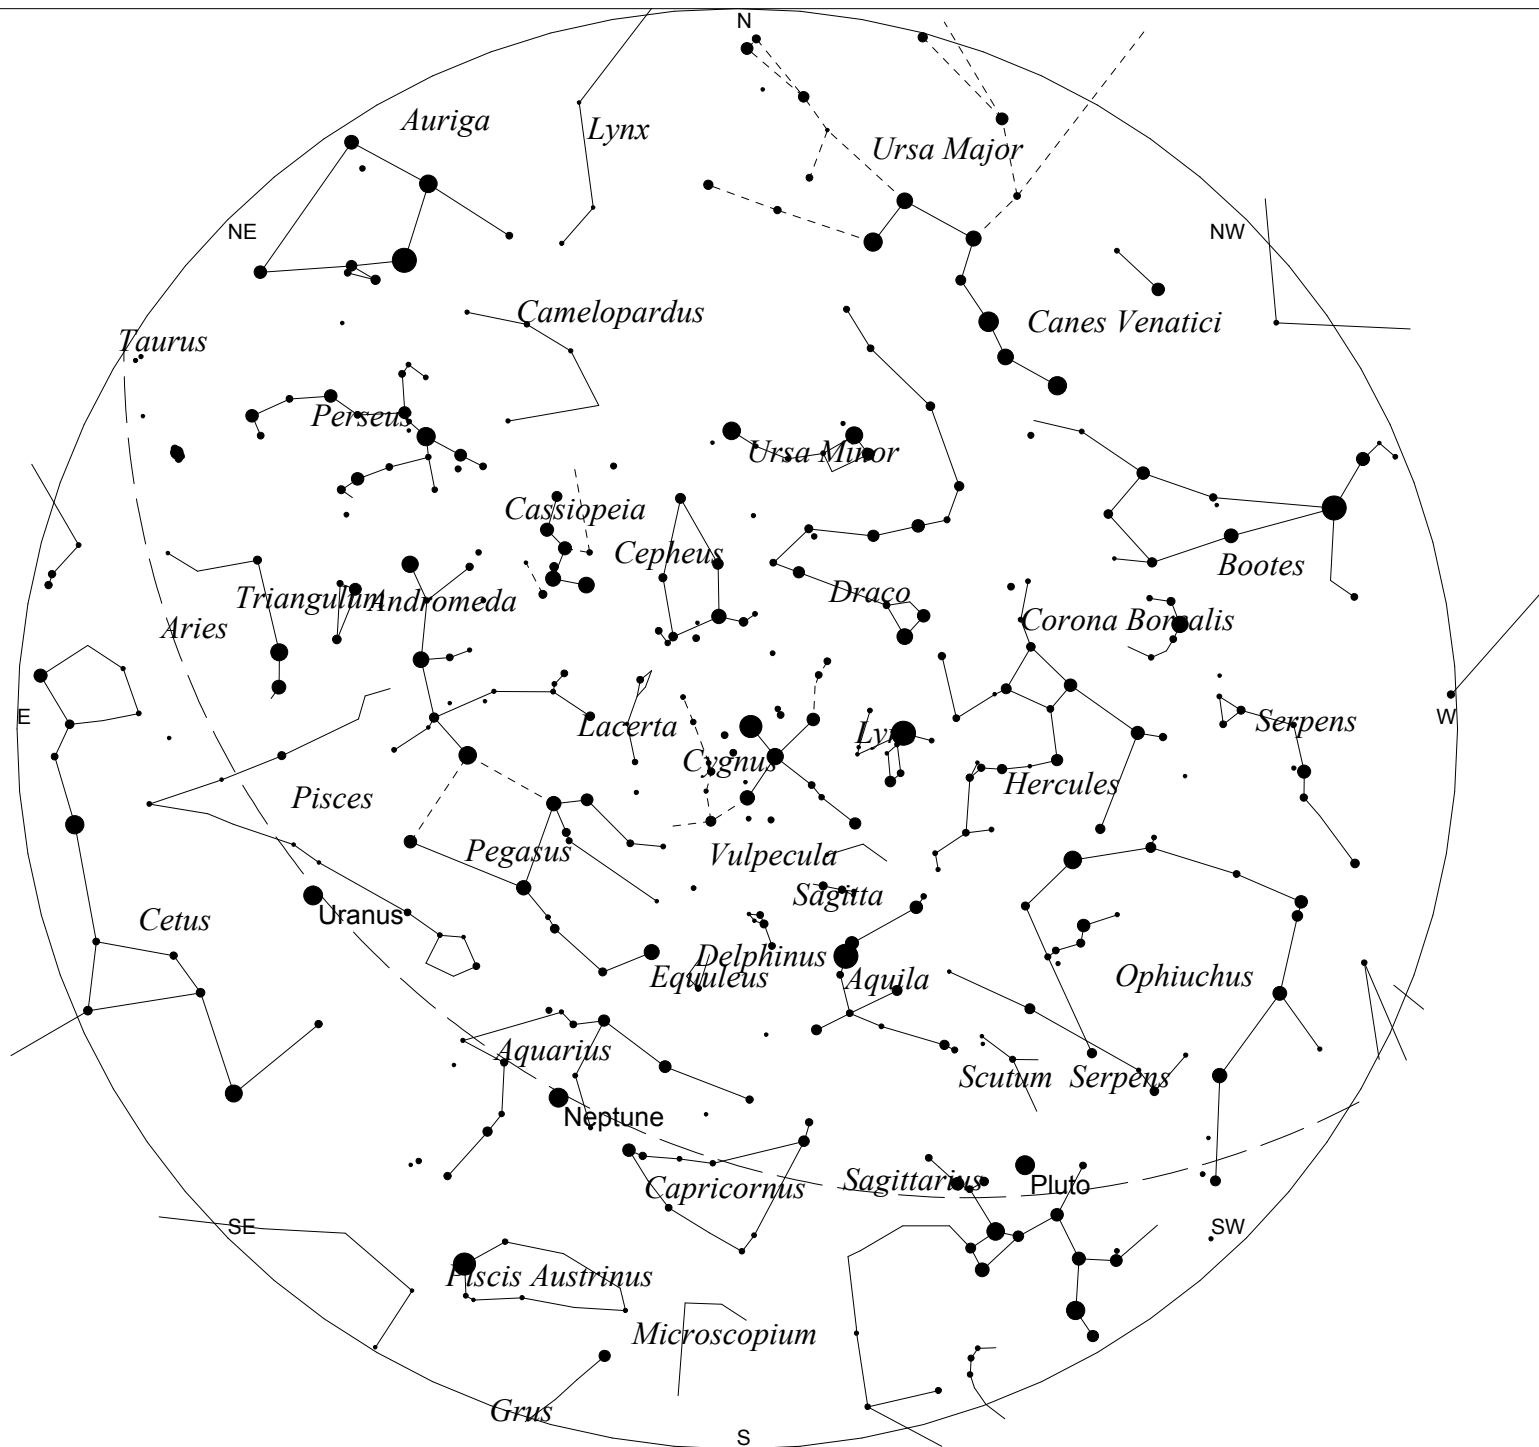 N
Auriga
Lynx
Ursa Major
NE
NW
Camelopardus
Canes Venatici
Taurus
Perseus
Ursa Minor
Cassiopeia
Cepheus
Bootes
Draco
Triangulum
Andromeda
Aries
Corona Borealis
E
Lacerta
Lyra
W
Serpens
Cygnus
Hercules
Pisces
Pegasus
Vulpecula
Sagitta
Uranus
Cetus
Delphinus
Equuleus
Aquila
Ophiuchus
Aquarius
Scutum
Serpens
Neptune
Capricornus
Sagittarius
Pluto
SE
SW
Piscis Austrinus
Microscopium
Grus
S